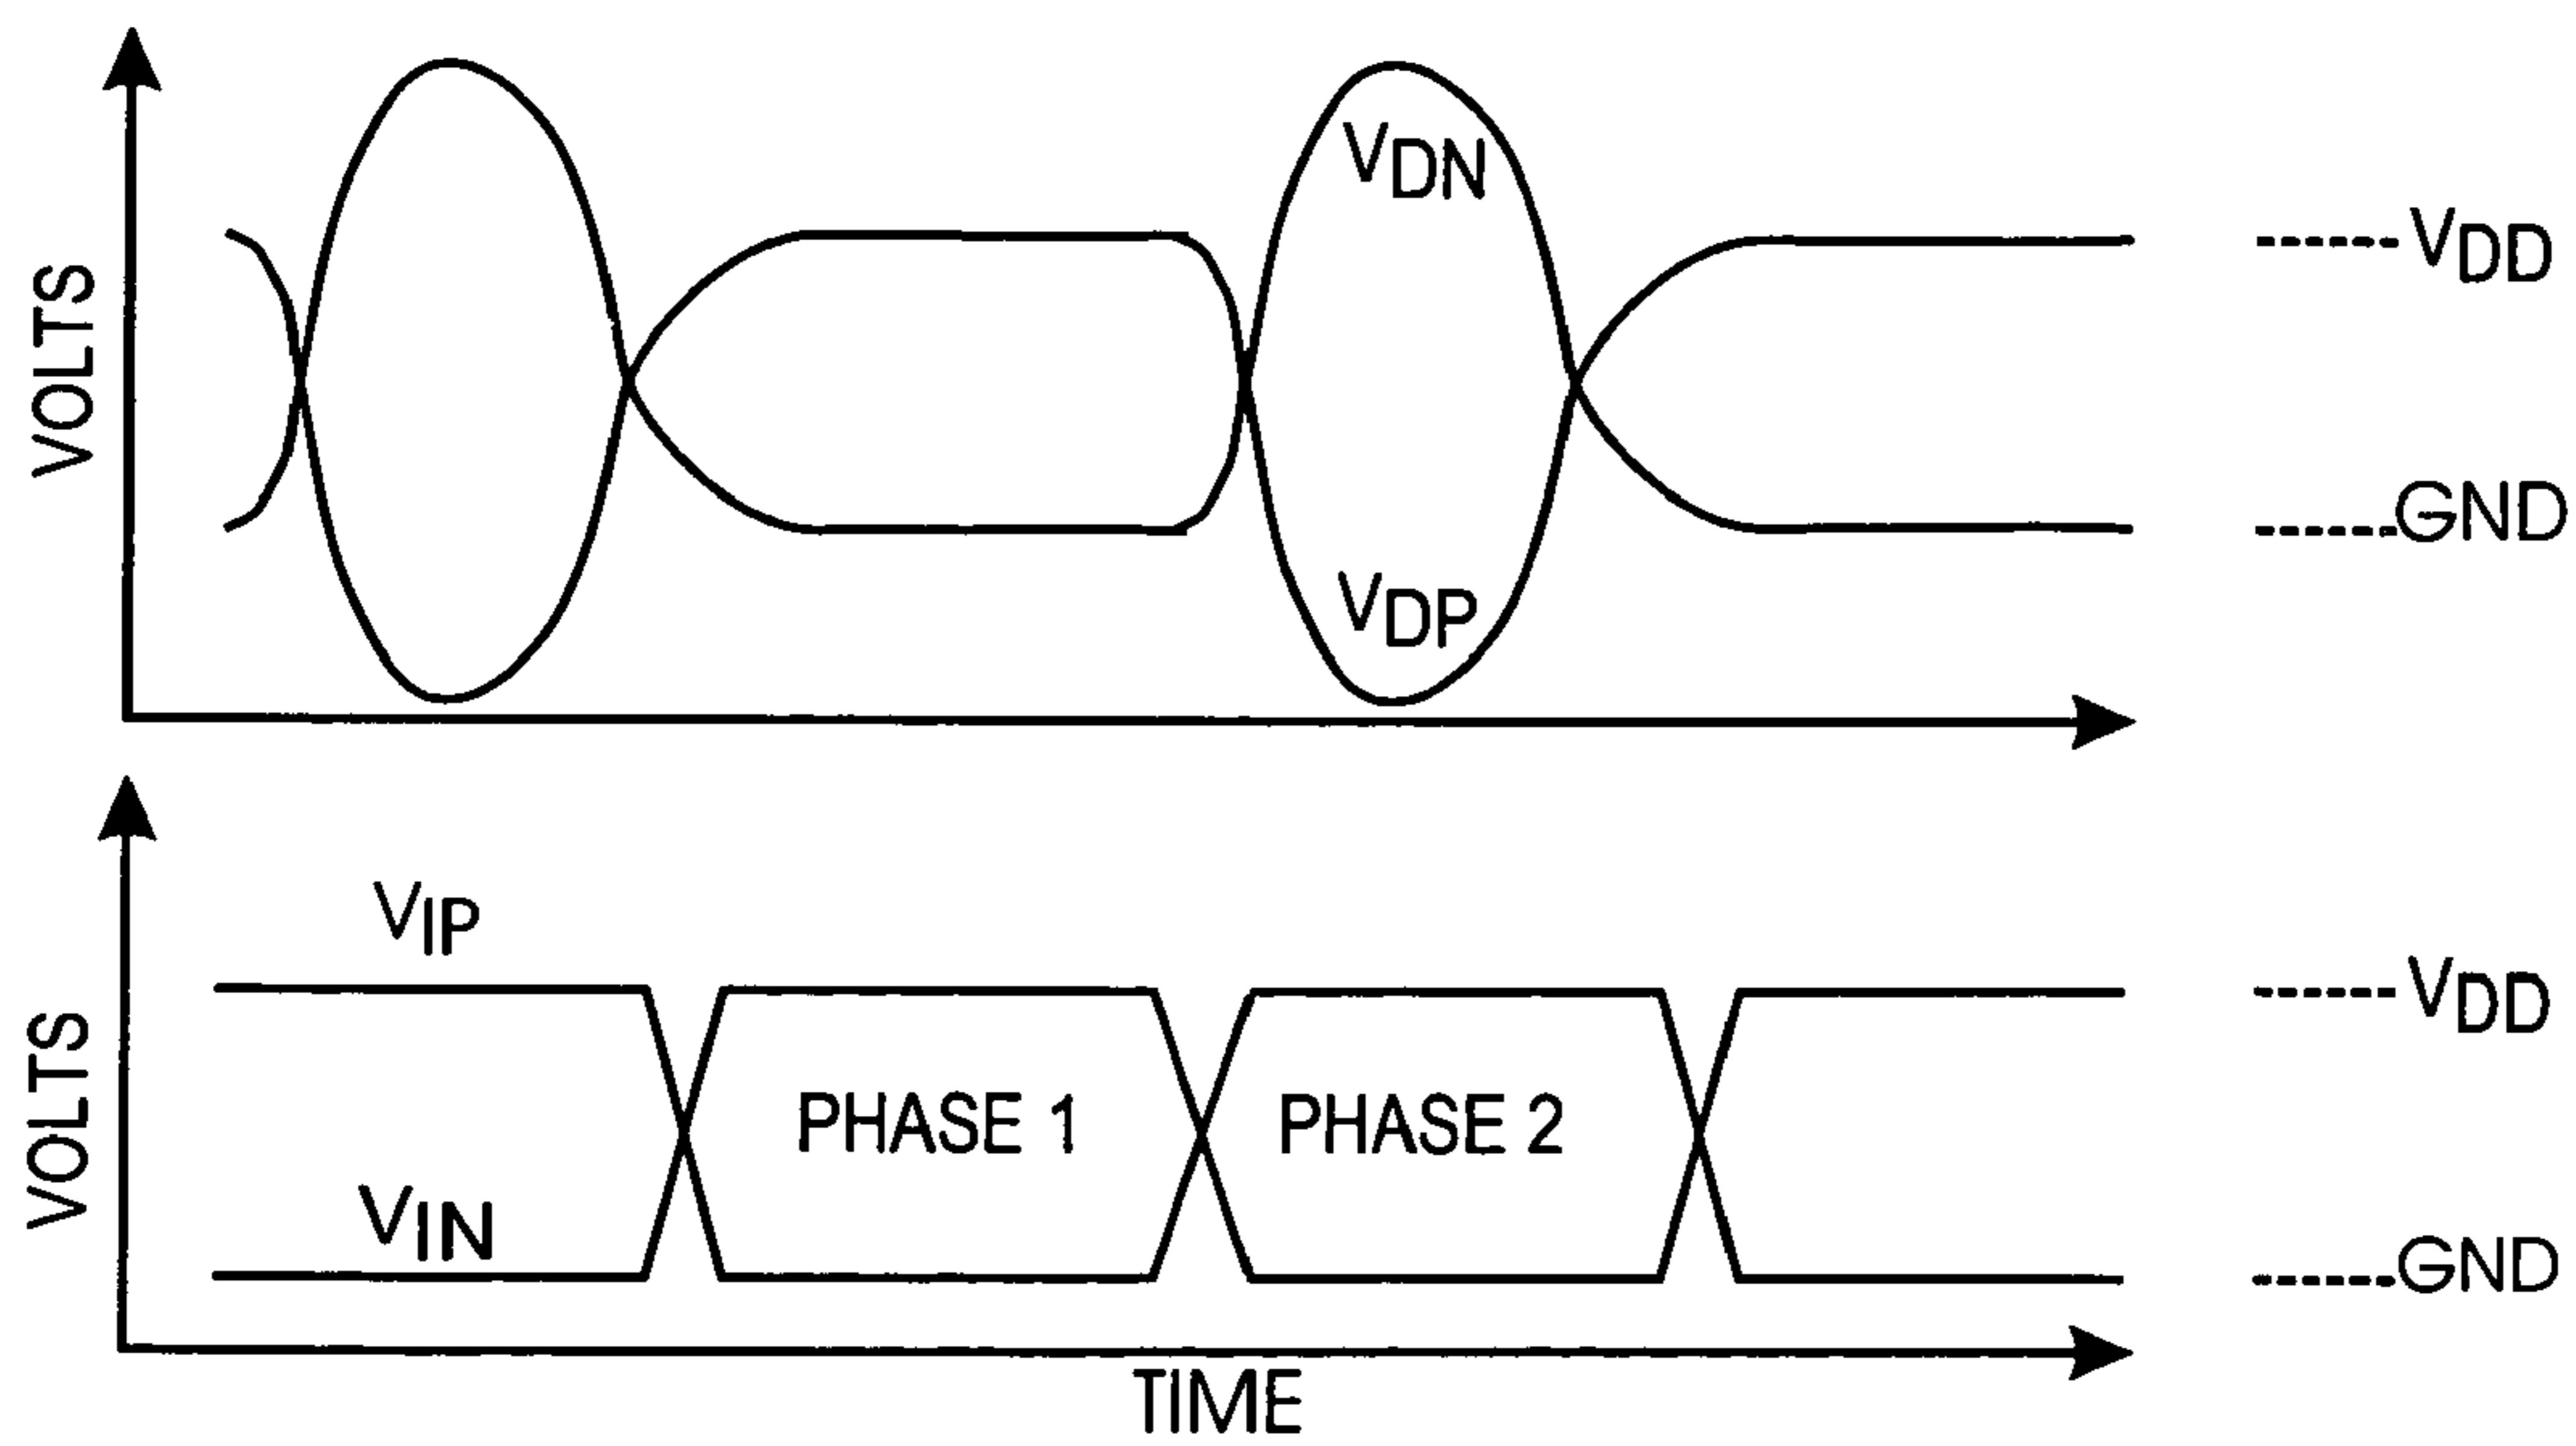 VOLTS
VDN
VDP
VDD
GND
VOLTS
VIP
VIN
PHASE 1
PHASE 2
VDD
GND
TIME